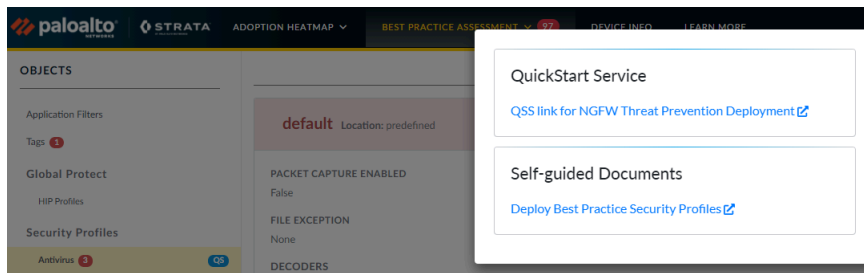 paloalto NETWORKS STRATA ADOPTION HEATMAP BEST PRACTICE ASSESSMENT 97 DEVICE INFO LEARN MORE
OBJECTS
Application Filters
Tags 1
Global Protect
HIP Profiles
Security Profiles
Antivirus 3 QS
default Location: predefined
PACKET CAPTURE ENABLED
False
FILE EXCEPTION
None
DECODERS
QuickStart Service
QSS link for NGFW Threat Prevention Deployment
Self-guided Documents
Deploy Best Practice Security Profiles